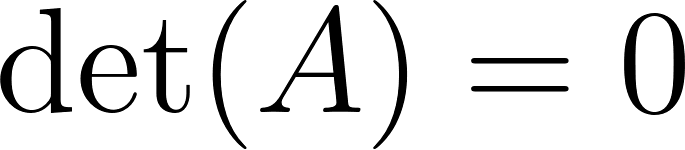 det(A) = 0